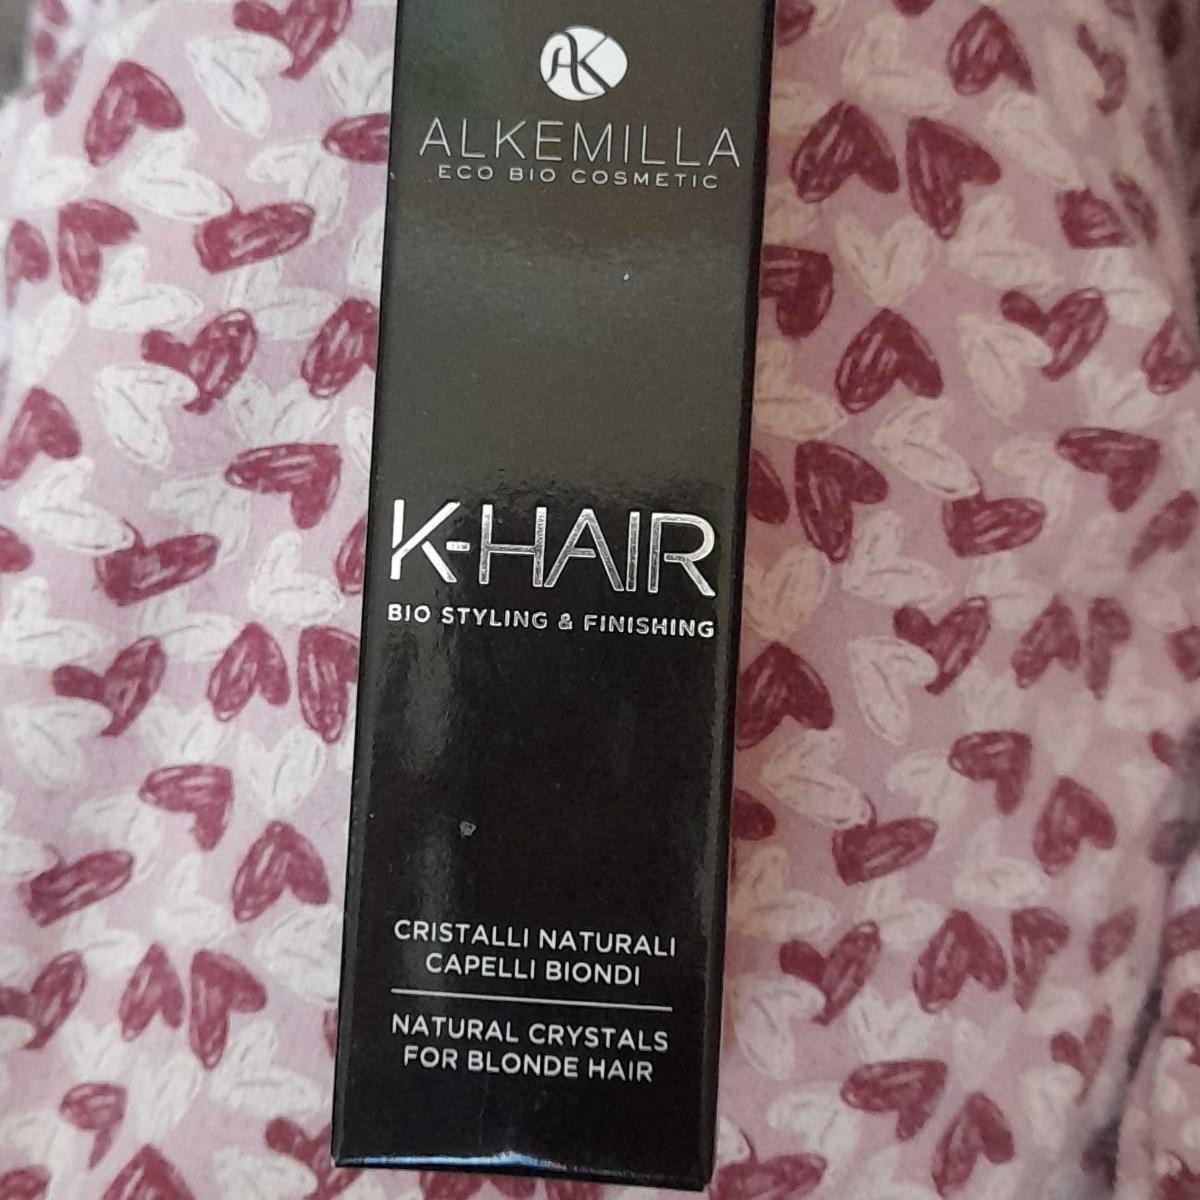 AK
ALKEMILLA
ECO BIO COSMETIC
K-HAIR
BIO STYLING & FINISHING
CRISTALLI NATURALI
CAPELLI BIONDI
NATURAL CRYSTALS
FOR BLONDE HAIR